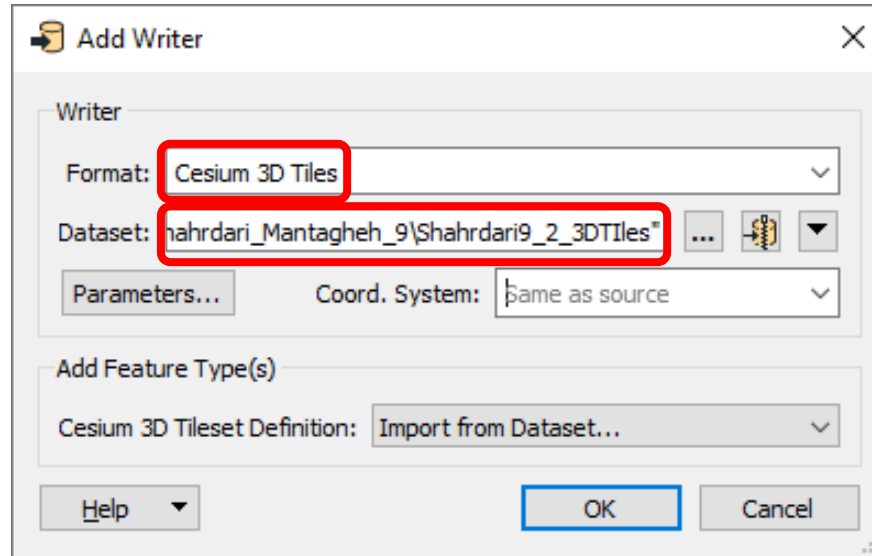 Add Writer
Writer
Format: Cesium 3D Tiles
Dataset: hahrdari_Mantagheh_9\Shahrdari9_2_3DTIles" ...
Parameters... Coord. System: Same as source
Add Feature Type(s)
Cesium 3D Tileset Definition: Import from Dataset...
Help OK Cancel